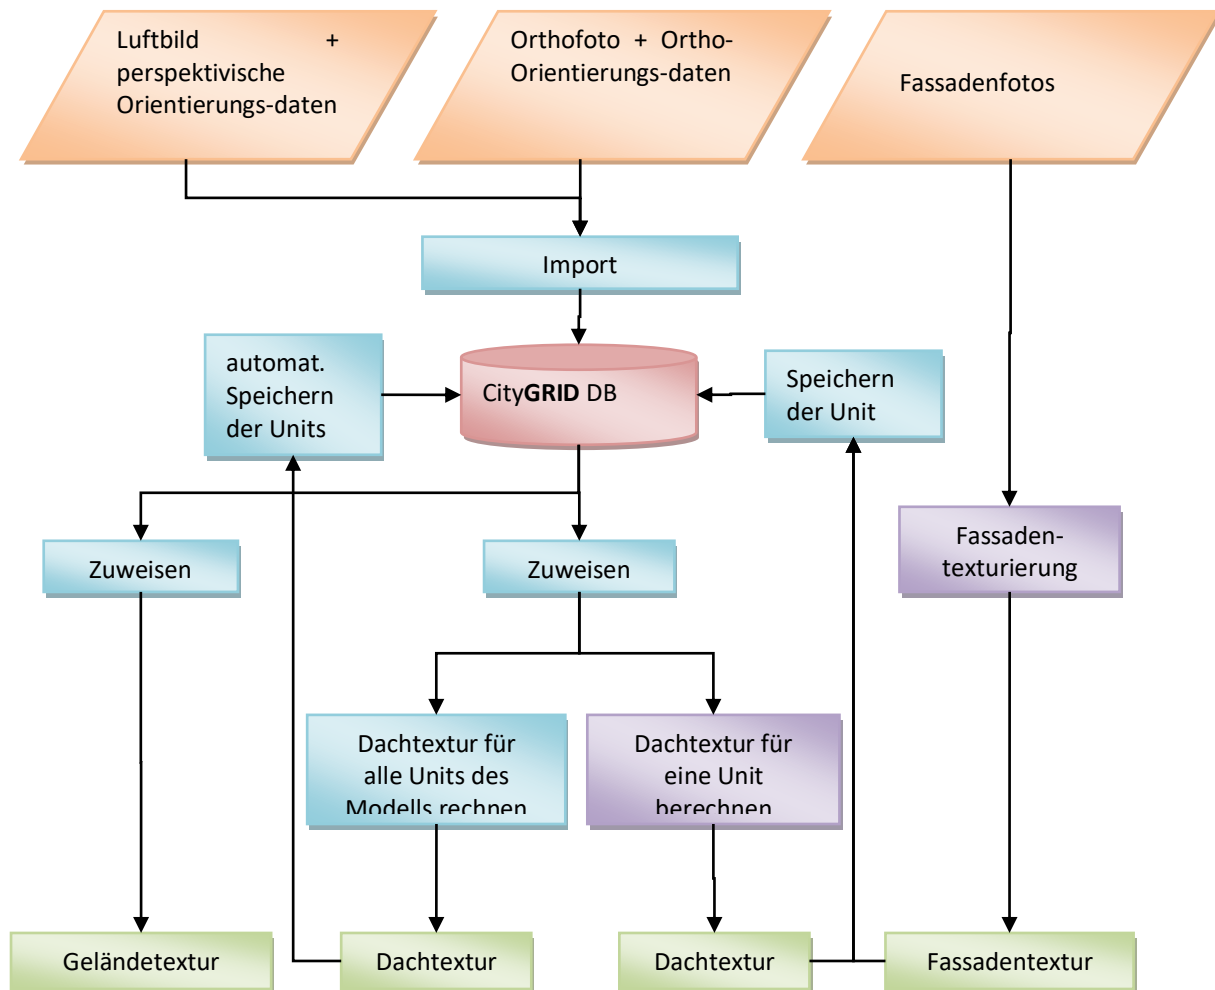 Luftbild +
perspektivische
Orientierungs-daten
Orthofoto + Ortho-
Orientierungs-daten
Fassadenfotos
Import
automat.
Speichern
der Units
CityGRID DB
Speichern
der Unit
Fassaden-
texturierung
Zuweisen
Zuweisen
Dachtextur für
alle Units des
Modells rechnen
Dachtextur für
eine Unit
berechnen
Geländetextur
Dachtextur
Dachtextur
Fassadentextur